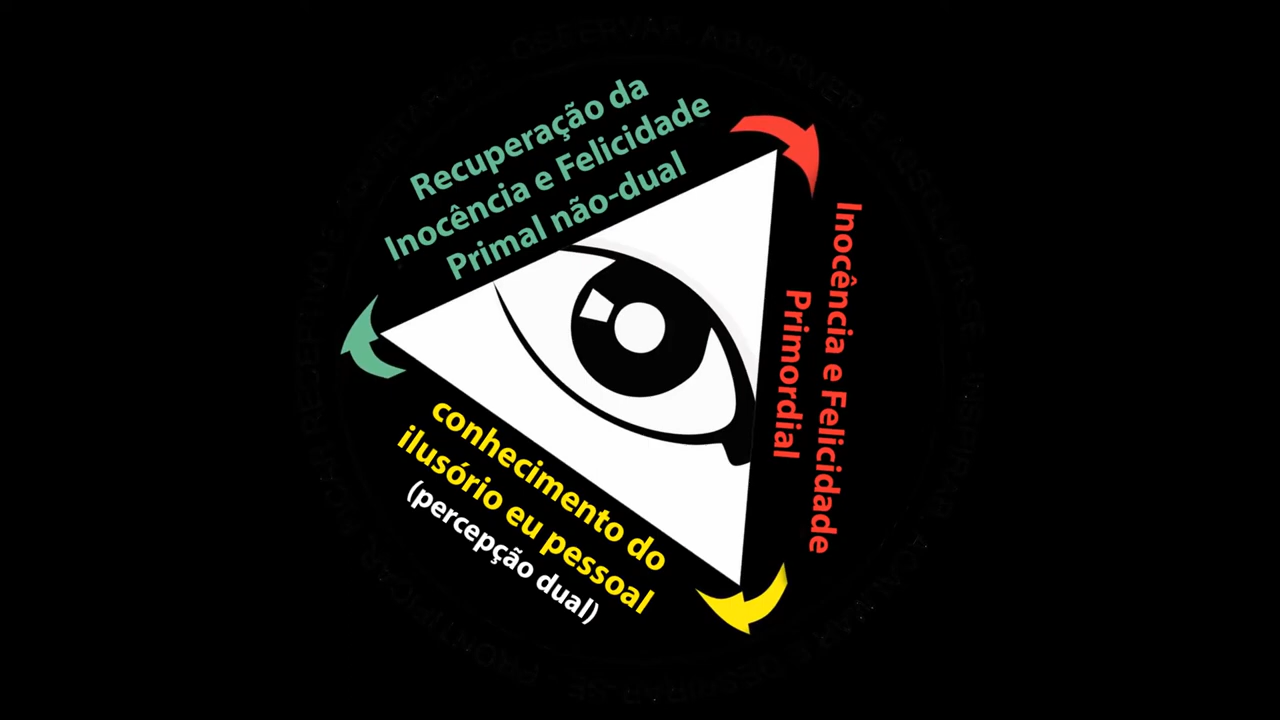 Recuperação da
Inocência e Felicidade
Primal não-dual
Inocência e Felicidade
Primordial
conhecimento do
ilusório eu pessoal
(percepção dual)